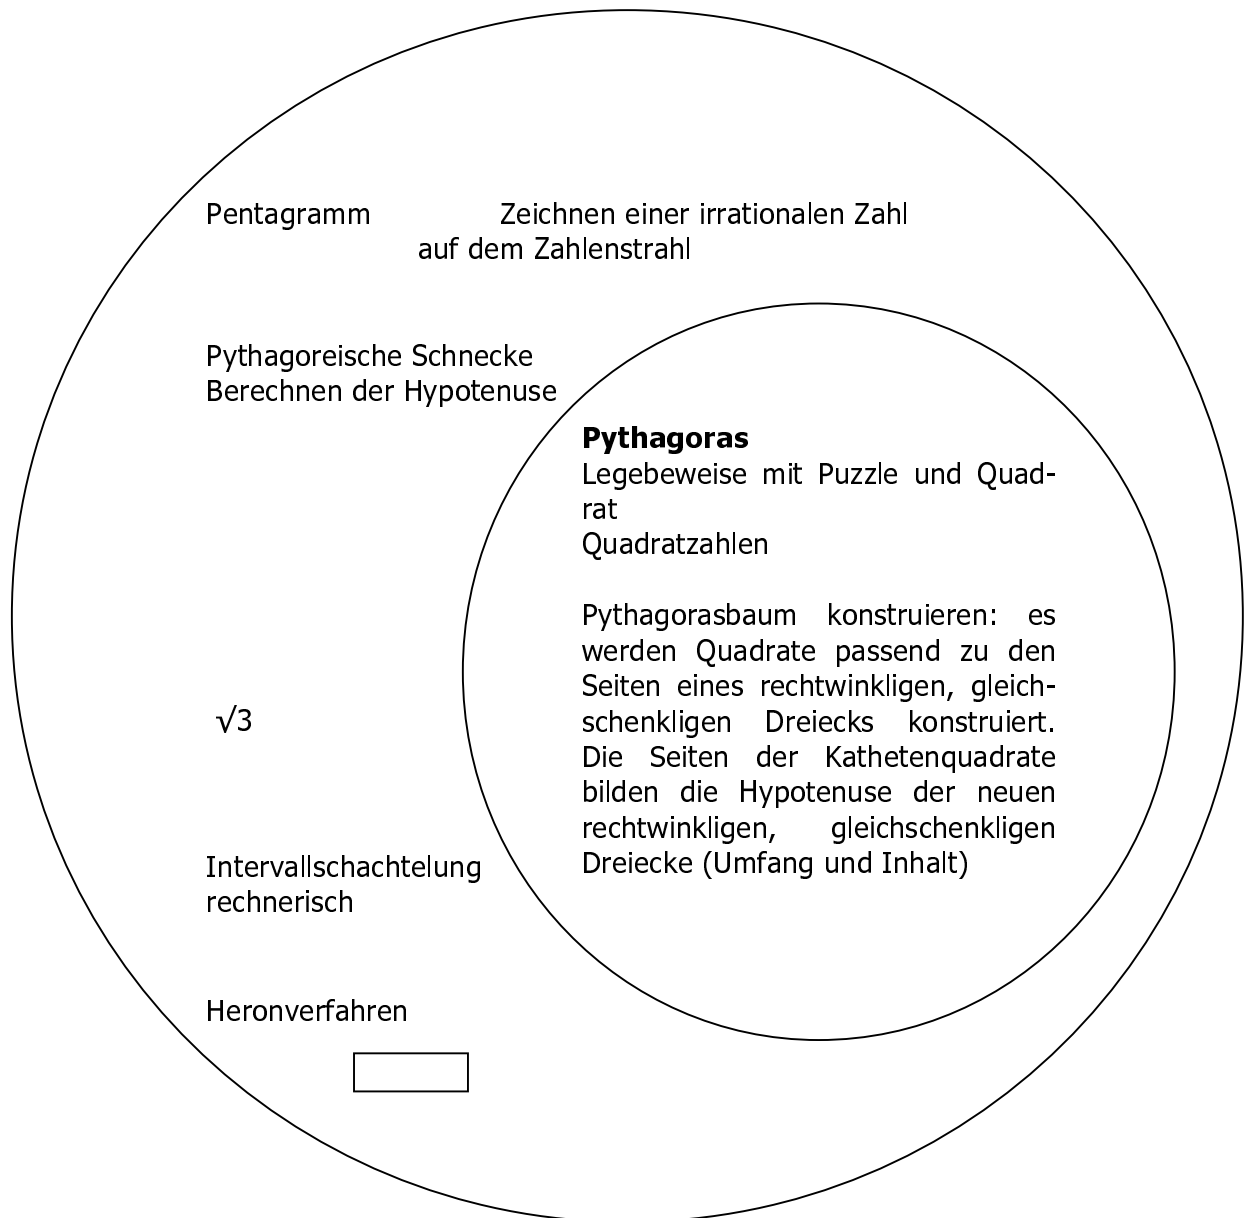 Pentagramm Zeichnen einer irrationalen Zahl
auf dem Zahlenstrahl
Pythagoreische Schnecke
Berechnen der Hypotenuse
Pythagoras
Legebeweise mit Puzzle und Quad-
rat
Quadratzahlen
Pythagorasbaum konstruieren: es
werden Quadrate passend zu den
Seiten eines rechtwinkligen, gleich-
schenkligen Dreiecks konstruiert.
Die Seiten der Kathetenquadrate
bilden die Hypotenuse der neuen
rechtwinkligen, gleichschenkligen
Dreiecke (Umfang und Inhalt)
√3
Intervallschachtelung
rechnerisch
Heronverfahren